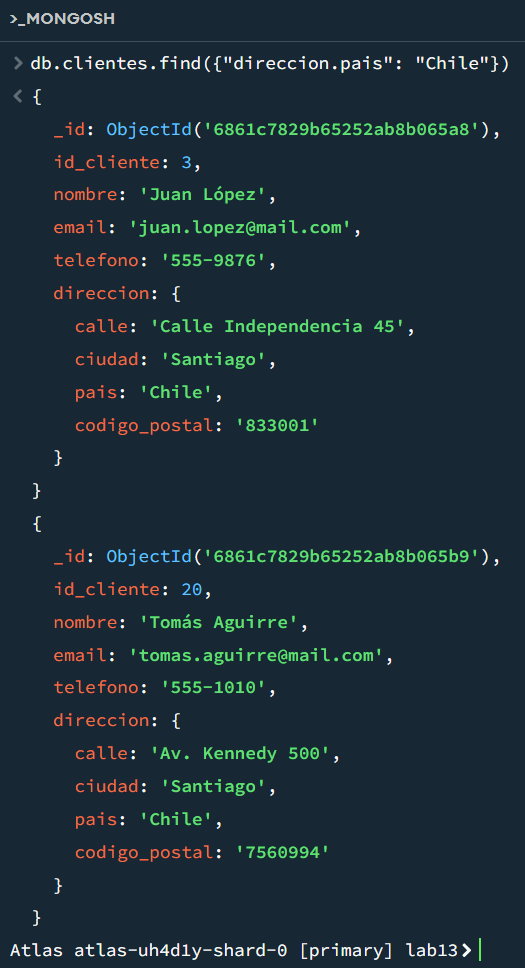 >_MONGOSH
> db.clientes.find({"direccion.pais": "Chile"})
< {
_id: ObjectId('6861c7829b65252ab8b065a8'),
id_cliente: 3,
nombre: 'Juan López',
email: 'juan.lopez@mail.com',
telefono: '555-9876',
direccion: {
calle: 'Calle Independencia 45',
ciudad: 'Santiago',
pais: 'Chile',
codigo_postal: '833001'
}
}
{
_id: ObjectId('6861c7829b65252ab8b065b9'),
id_cliente: 20,
nombre: 'Tomás Aguirre',
email: 'tomas.aguirre@mail.com',
telefono: '555-1010',
direccion: {
calle: 'Av. Kennedy 500',
ciudad: 'Santiago',
pais: 'Chile',
codigo_postal: '7560994'
}
}
Atlas atlas-uh4d1y-shard-0 [primary] lab13>